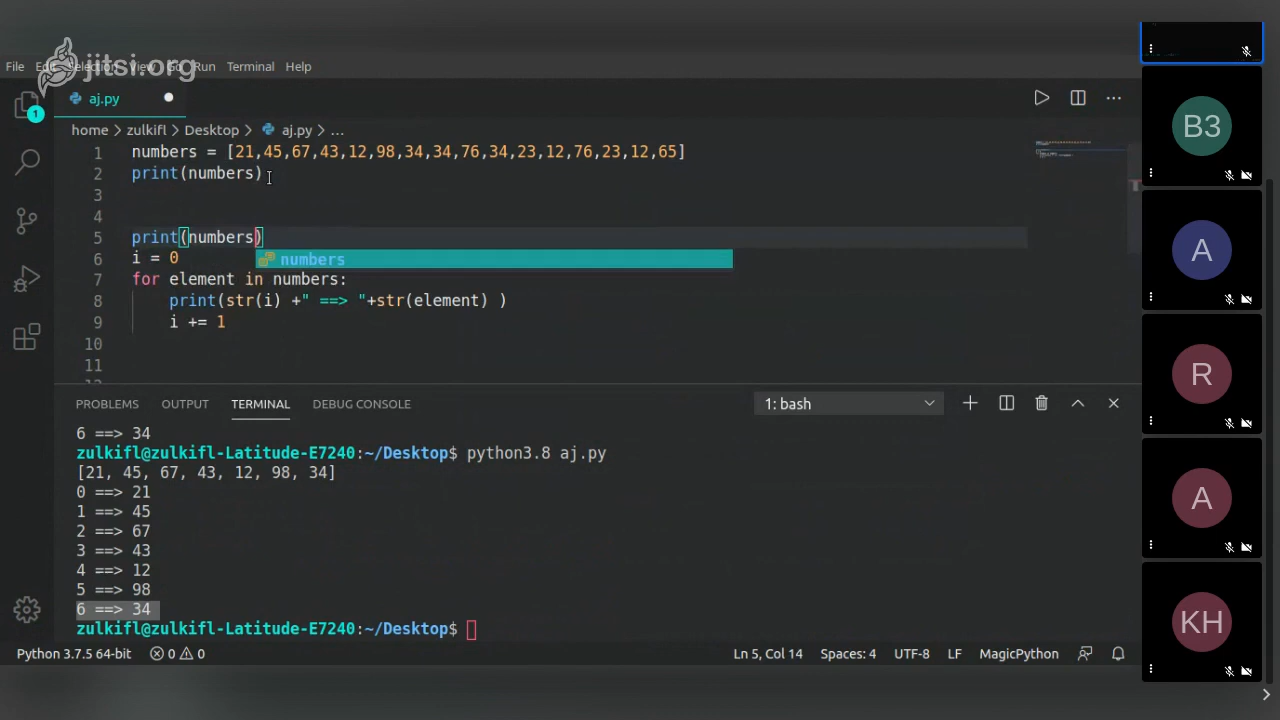 jitsi.org
File Edit Selection View Go Run Terminal Help
1
aj.py
home > zulkifl > Desktop > aj.py > ...
1 numbers = [21,45,67,43,12,98,34,34,76,34,23,12,76,23,12,65]
2 print(numbers)
3
4
5 print(numbers)
numbers
6 i = 0
7 for element in numbers:
8 print(str(i) +" ==> "+str(element) )
9 i += 1
10
11
PROBLEMS OUTPUT TERMINAL DEBUG CONSOLE 1: bash
6 ==> 34
zulkifl@zulkifl-Latitude-E7240:~/Desktop$ python3.8 aj.py
[21, 45, 67, 43, 12, 98, 34]
0 ==> 21
1 ==> 45
2 ==> 67
3 ==> 43
4 ==> 12
5 ==> 98
6 ==> 34
zulkifl@zulkifl-Latitude-E7240:~/Desktop$
Python 3.7.5 64-bit 0 0 Ln 5, Col 14 Spaces: 4 UTF-8 LF MagicPython
B3
A
R
A
KH